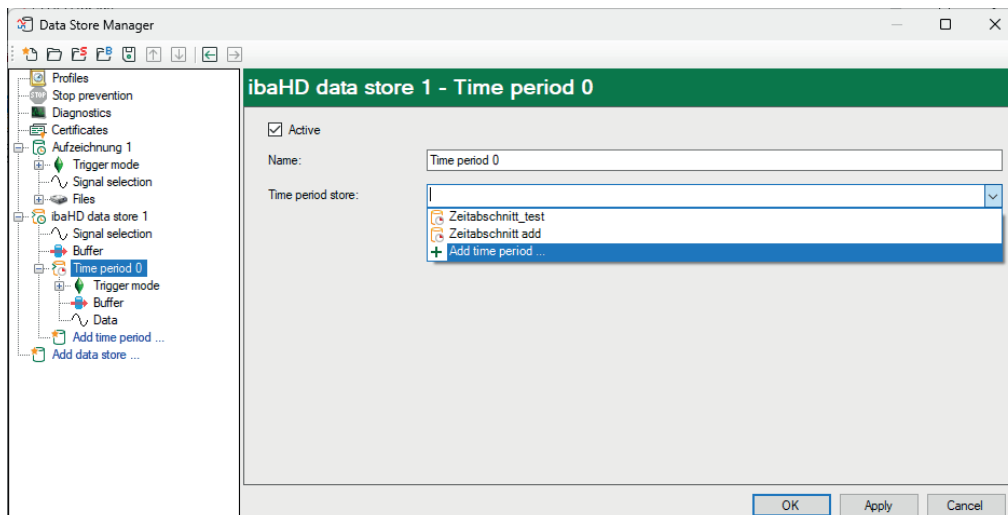 Data Store Manager
Profiles
Stop prevention
Diagnostics
Certificates
Aufzeichnung 1
Trigger mode
Signal selection
Files
ibaHD data store 1
Signal selection
Buffer
Time period 0
Trigger mode
Buffer
Data
Add time period ...
Add data store ...
ibaHD data store 1 - Time period 0
Active
Name: Time period 0
Time period store:
Zeitabschnitt_test
Zeitabschnitt add
Add time period ...
OK Apply Cancel